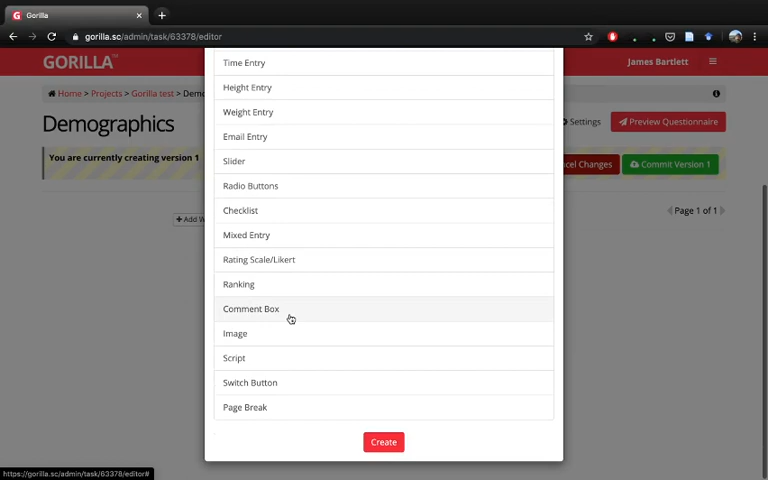 Gorilla
gorilla.sc/admin/task/63378/editor
GORILLA™
James Bartlett
Home > Projects > Gorilla test > Demo
Demographics
Settings
Preview Questionnaire
You are currently creating version 1
cel Changes
Commit Version 1
Page 1 of 1
Add W
Time Entry
Height Entry
Weight Entry
Email Entry
Slider
Radio Buttons
Checklist
Mixed Entry
Rating Scale/Likert
Ranking
Comment Box
Image
Script
Switch Button
Page Break
Create
https://gorilla.sc/admin/task/63378/editor#